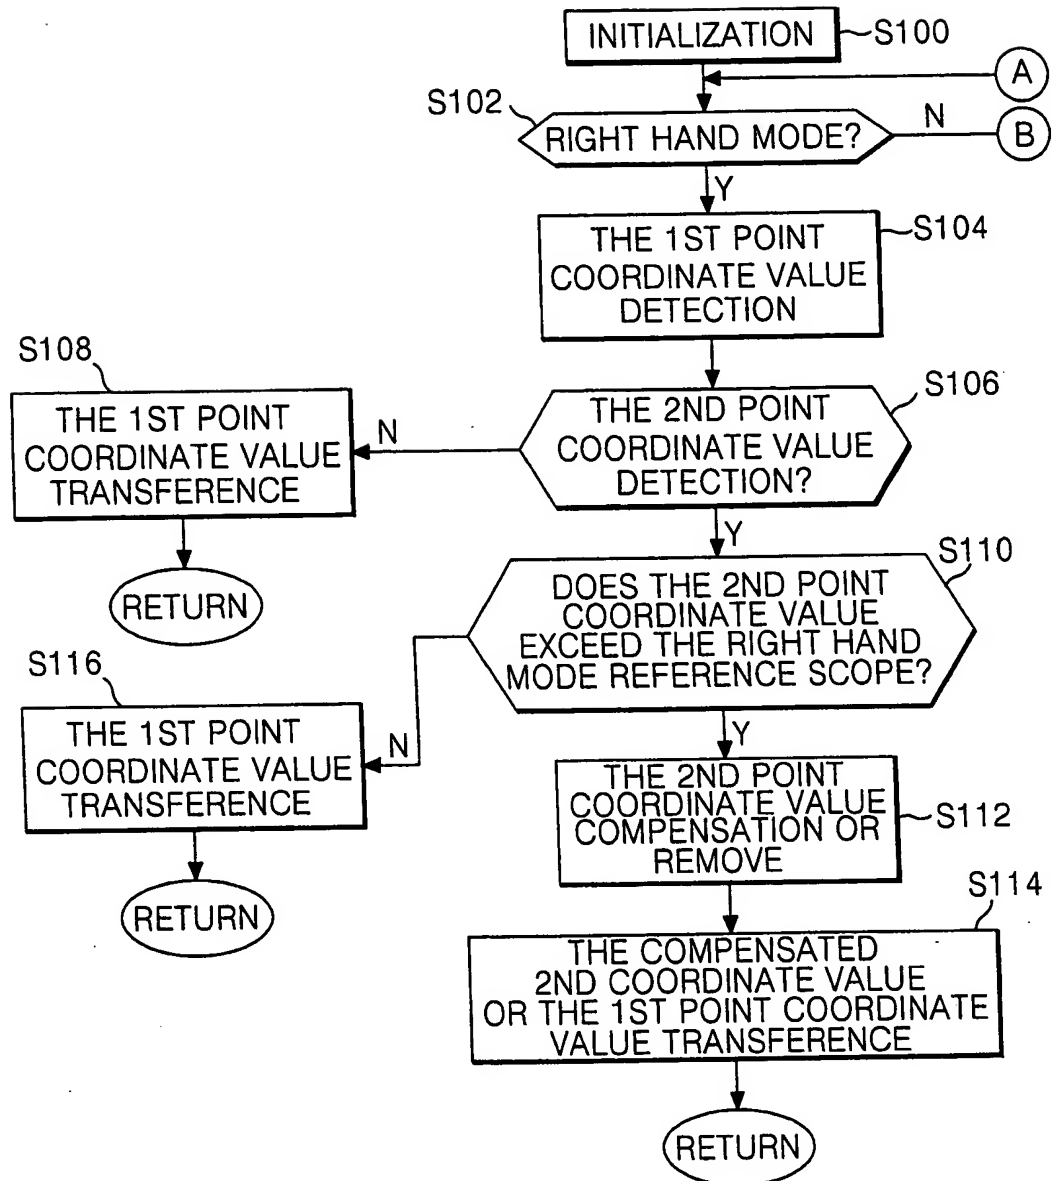 INITIALIZATION
S100
A
S102
RIGHT HAND MODE?
N
B
Y
THE 1ST POINT
COORDINATE VALUE
DETECTION
S104
S108
THE 1ST POINT
COORDINATE VALUE
TRANSFERENCE
N
THE 2ND POINT
COORDINATE VALUE
DETECTION?
S106
Y
RETURN
DOES THE 2ND POINT
COORDINATE VALUE
EXCEED THE RIGHT HAND
MODE REFERENCE SCOPE?
S110
S116
THE 1ST POINT
COORDINATE VALUE
TRANSFERENCE
N
Y
THE 2ND POINT
COORDINATE VALUE
COMPENSATION OR
REMOVE
S112
RETURN
S114
THE COMPENSATED
2ND COORDINATE VALUE
OR THE 1ST POINT COORDINATE
VALUE TRANSFERENCE
RETURN